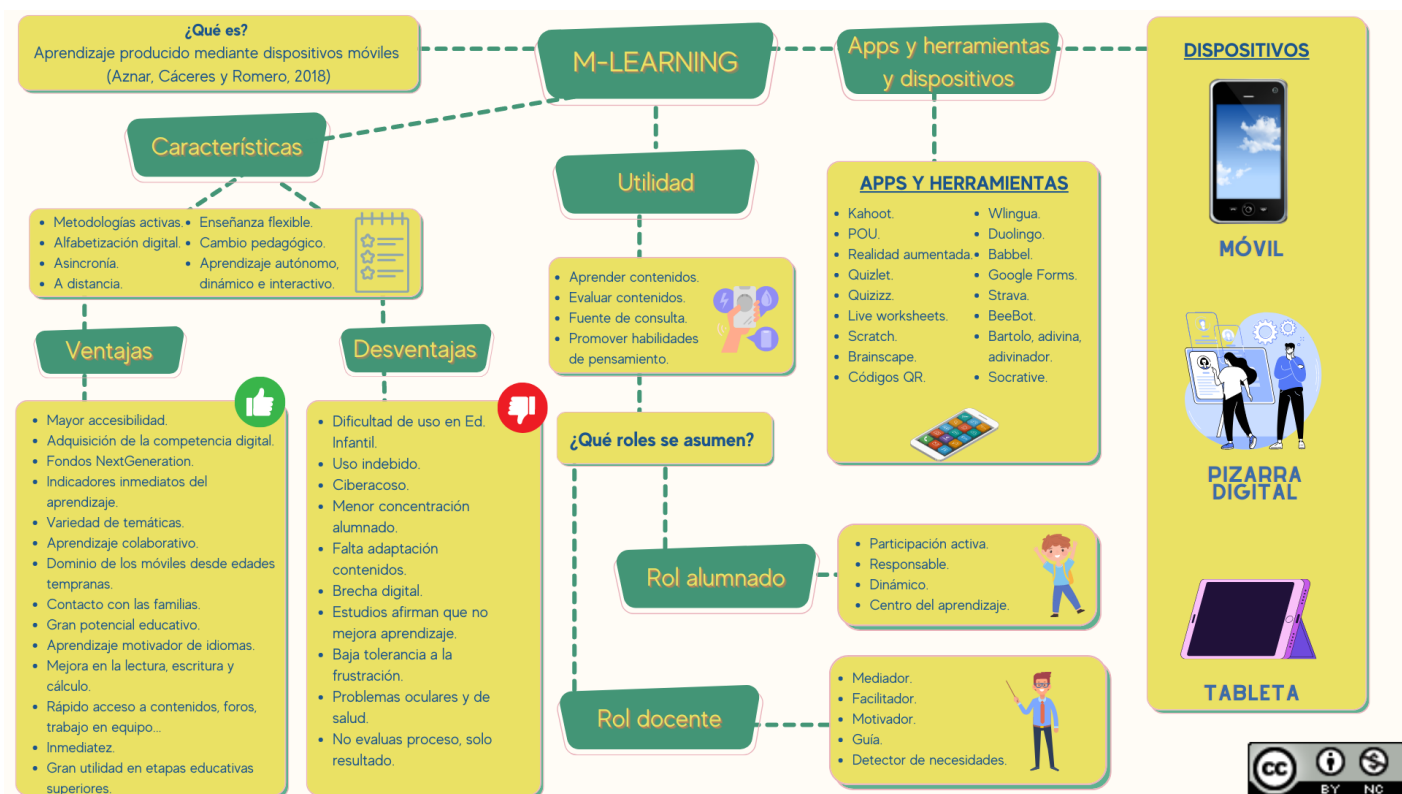 ¿Qué es?
Aprendizaje producido mediante dispositivos móviles
(Aznar, Cáceres y Romero, 2018)
M-LEARNING
Apps y herramientas
y dispositivos
Características
• Metodologías activas.
• Alfabetización digital.
• Asincronía.
• A distancia.
• Enseñanza flexible.
• Cambio pedagógico.
• Aprendizaje autónomo,
dinámico e interactivo.
Ventajas
• Mayor accesibilidad.
• Adquisición de la competencia digital.
• Fondos NextGeneration.
• Indicadores inmediatos del
aprendizaje.
• Variedad de temáticas.
• Aprendizaje colaborativo.
• Dominio de los móviles desde edades
tempranas.
• Contacto con las familias.
• Gran potencial educativo.
• Aprendizaje motivador de idiomas.
• Mejora en la lectura, escritura y
cálculo.
• Rápido acceso a contenidos, foros,
trabajo en equipo...
• Inmediatez.
• Gran utilidad en etapas educativas
superiores.
Desventajas
• Dificultad de uso en Ed.
Infantil.
• Uso indebido.
• Ciberacoso.
• Menor concentración
alumnado.
• Falta adaptación
contenidos.
• Brecha digital.
• Estudios afirman que no
mejora aprendizaje.
• Baja tolerancia a la
frustración.
• Problemas oculares y de
salud.
• No evaluas proceso, solo
resultado.
Utilidad
• Aprender contenidos.
• Evaluar contenidos.
• Fuente de consulta.
• Promover habilidades
de pensamiento.
¿Qué roles se asumen?
Rol alumnado
• Participación activa.
• Responsable.
• Dinámico.
• Centro del aprendizaje.
Rol docente
• Mediador.
• Facilitador.
• Motivador.
• Guía.
• Detector de necesidades.
APPS Y HERRAMIENTAS
• Kahoot.
• POU.
• Realidad aumentada.
• Quizlet.
• Quizizz.
• Live worksheets.
• Scratch.
• Brainscape.
• Códigos QR.
• Wlingua.
• Duolingo.
• Babbel.
• Google Forms.
• Strava.
• BeeBot.
• Bartolo, adivina,
adivinador.
• Socrative.
DISPOSITIVOS
MÓVIL
PIZARRA
DIGITAL
TABLETA
cc
BY NC